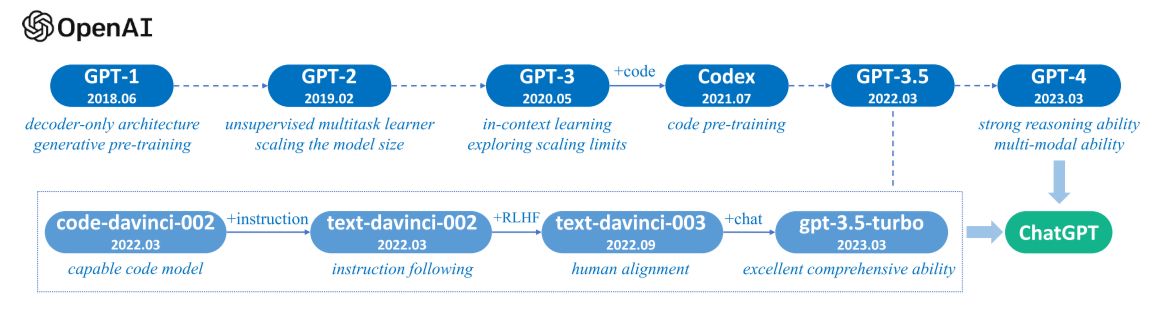 OpenAI
GPT-1
2018.06
decoder-only architecture
generative pre-training
GPT-2
2019.02
unsupervised multitask learner
scaling the model size
GPT-3
2020.05
in-context learning
exploring scaling limits
+code
Codex
2021.07
code pre-training
GPT-3.5
2022.03
GPT-4
2023.03
strong reasoning ability
multi-modal ability
code-davinci-002
2022.03
capable code model
+instruction
text-davinci-002
2022.03
instruction following
+RLHF
text-davinci-003
2022.09
human alignment
+chat
gpt-3.5-turbo
2023.03
excellent comprehensive ability
ChatGPT